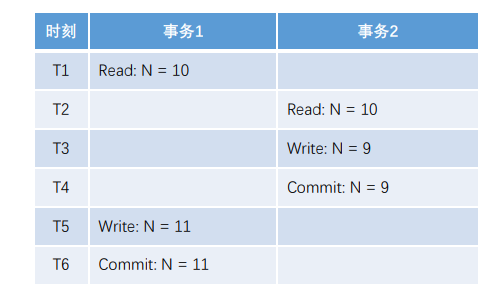 时刻 事务1 事务2
T1 Read: N = 10
T2 Read: N = 10
T3 Write: N = 9
T4 Commit: N = 9
T5 Write: N = 11
T6 Commit: N = 11